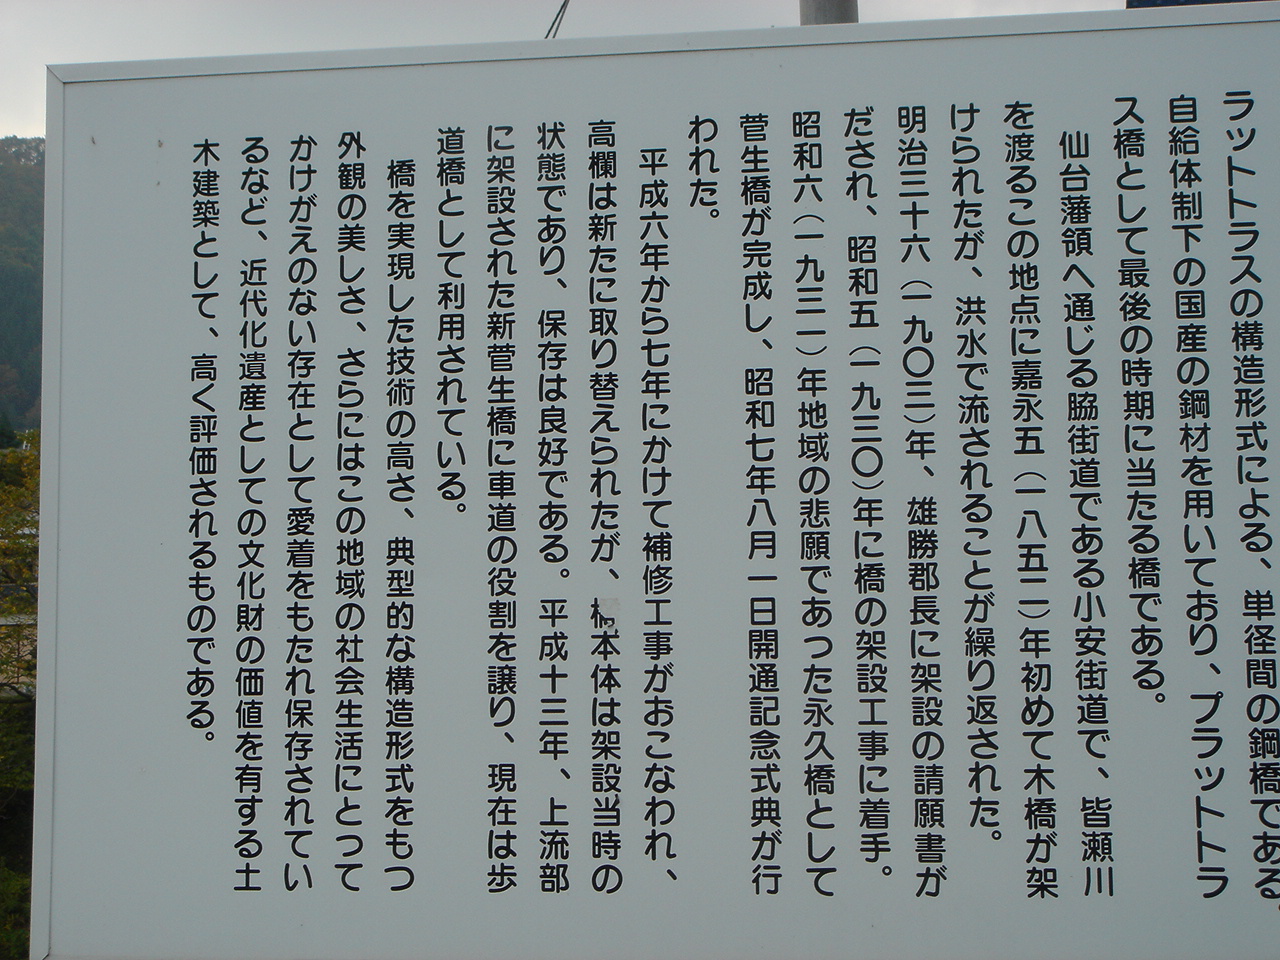 ラットトラスの構造形式による、単径間の鋼橋である。
自給体制下の国産の鋼材を用いており、プラットトラ
ス橋として最後の時期に当たる橋である。
仙台藩領へ通じる脇街道である小安街道で、皆瀬川
を渡るこの地点に嘉永五(一八五二)年初めて木橋が架
けられたが、洪水で流されることが繰り返された。
明治三十六(一九〇三)年、雄勝郡長に架設の請願書が
だされ、昭和五(一九三〇)年に橋の架設工事に着手。
昭和六(一九三一)年地域の悲願であつた永久橋として
菅生橋が完成し、昭和七年八月一日開通記念式典が行
われた。
平成六年から七年にかけて補修工事がおこなわれ、
高欄は新たに取り替えられたが、橋本体は架設当時の
状態であり、保存は良好である。平成十三年、上流部
に架設された新菅生橋に車道の役割を譲り、現在は歩
道橋として利用されている。
橋を実現した技術の高さ、典型的な構造形式をもつ
外観の美しさ、さらにはこの地域の社会生活にとって
かけがえのない存在として愛着をもたれ保存されてい
るなど、近代化遺産としての文化財の価値を有する土
木建築として、高く評価されるものである。